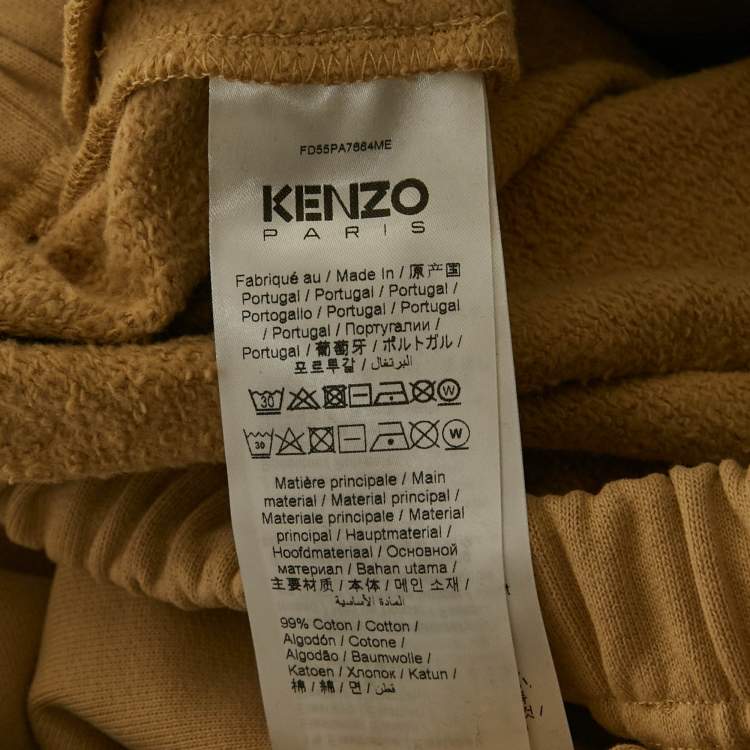 FD55PA7664ME
KENZO
PARIS
Fabriqué au / Made In / 原产国
Portugal / Portugal / Portugal /
Portogallo / Portugal / Portugal
/ Portugal / Португалии /
Portugal / 葡萄牙 / ポルトガル /
포르투갈 / البرتغال
30 W
30 W
Matière principale / Main
material / Material principal /
Materiale principale / Material
principal / Hauptmaterial /
Hoofdmateriaal / Основной
материал / Bahan utama /
主要材质 / 本体 / 메인 소재 /
المادة الأساسية
99% Coton / Cotton /
Algodón / Cotone /
Algodão / Baumwolle /
Katoen / Хлопок / Katun /
棉 / 綿 / 면 / قطن